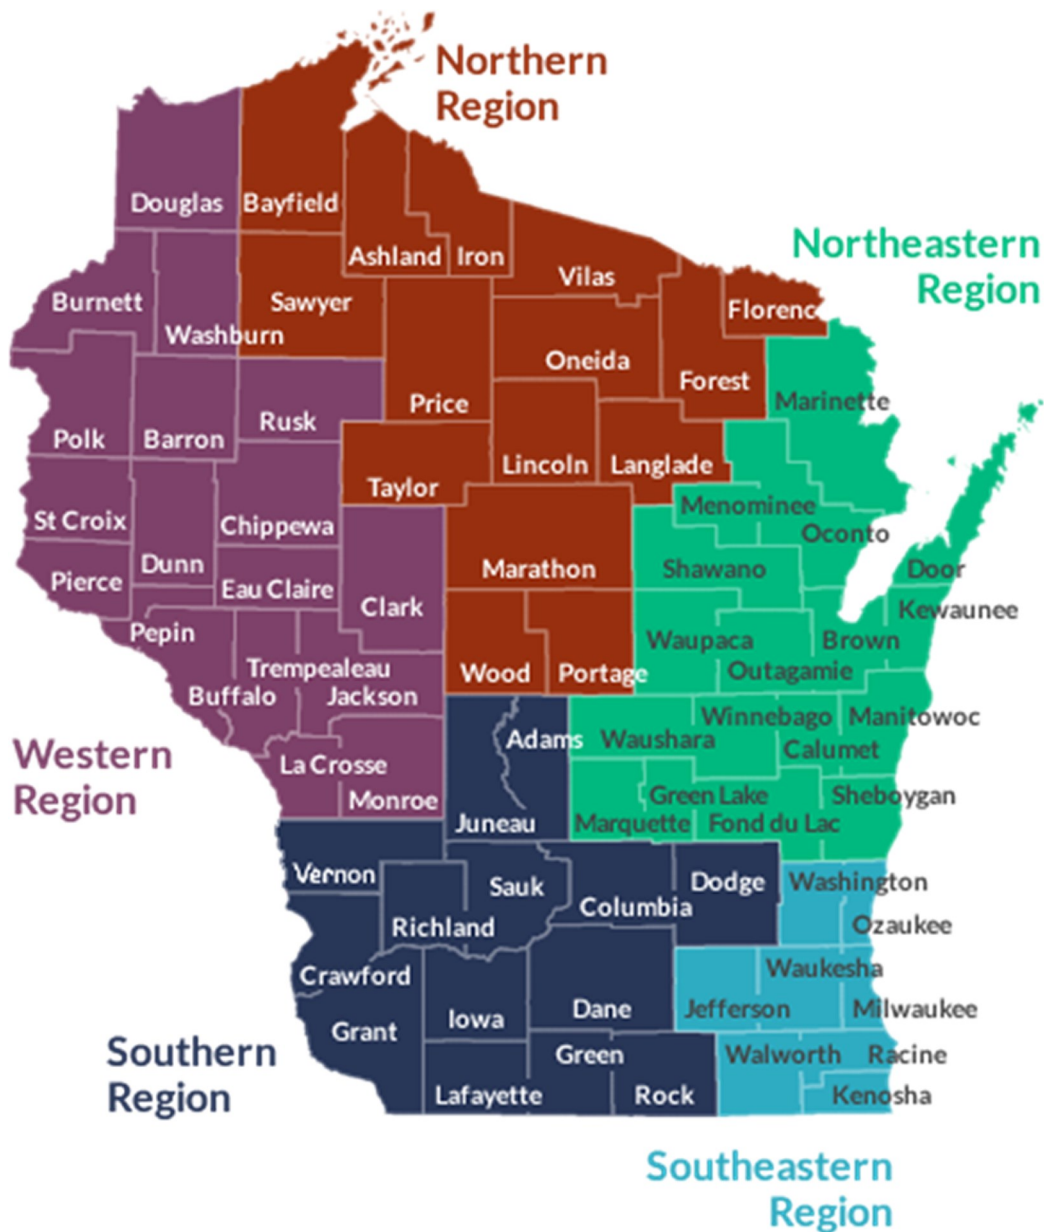 Northern
Region
Douglas
Bayfield
Ashland
Iron
Vilas
Northeastern
Region
Burnett
Washburn
Sawyer
Florenc
Oneida
Forest
Price
Marinette
Polk
Barron
Rusk
Lincoln
Langlade
Taylor
Menominee
St Croix
Chippewa
Oconto
Dunn
Marathon
Shawano
Door
Pierce
Eau Claire
Clark
Kewaunee
Pepin
Waupaca
Brown
Trempealeau
Wood
Portage
Outagamie
Buffalo
Jackson
Winnebago
Manitowoc
Adams
Waushara
Calumet
Western
Region
La Crosse
Monroe
Green Lake
Sheboygan
Juneau
Marquette
Fond du Lac
Vernon
Sauk
Dodge
Washington
Columbia
Richland
Ozaukee
Crawford
Waukesha
Grant
Iowa
Dane
Jefferson
Milwaukee
Southern
Region
Green
Walworth
Racine
Lafayette
Rock
Kenosha
Southeastern
Region